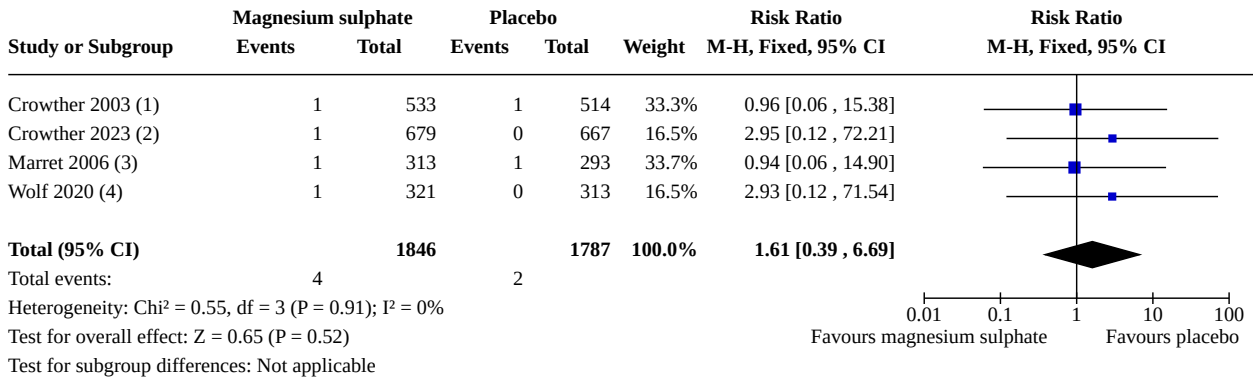 Magnesium sulphate Placebo Risk Ratio Risk Ratio
Study or Subgroup Events Total Events Total Weight M-H, Fixed, 95% CI M-H, Fixed, 95% CI
Crowther 2003 (1) 1 533 1 514 33.3% 0.96 [0.06 , 15.38]
Crowther 2023 (2) 1 679 0 667 16.5% 2.95 [0.12 , 72.21]
Marret 2006 (3) 1 313 1 293 33.7% 0.94 [0.06 , 14.90]
Wolf 2020 (4) 1 321 0 313 16.5% 2.93 [0.12 , 71.54]
Total (95% CI) 1846 1787 100.0% 1.61 [0.39 , 6.69]
Total events: 4 2
Heterogeneity: Chi² = 0.55, df = 3 (P = 0.91); I² = 0%
0.01 0.1 1 10 100
Test for overall effect: Z = 0.65 (P = 0.52) Favours magnesium sulphate Favours placebo
Test for subgroup differences: Not applicable